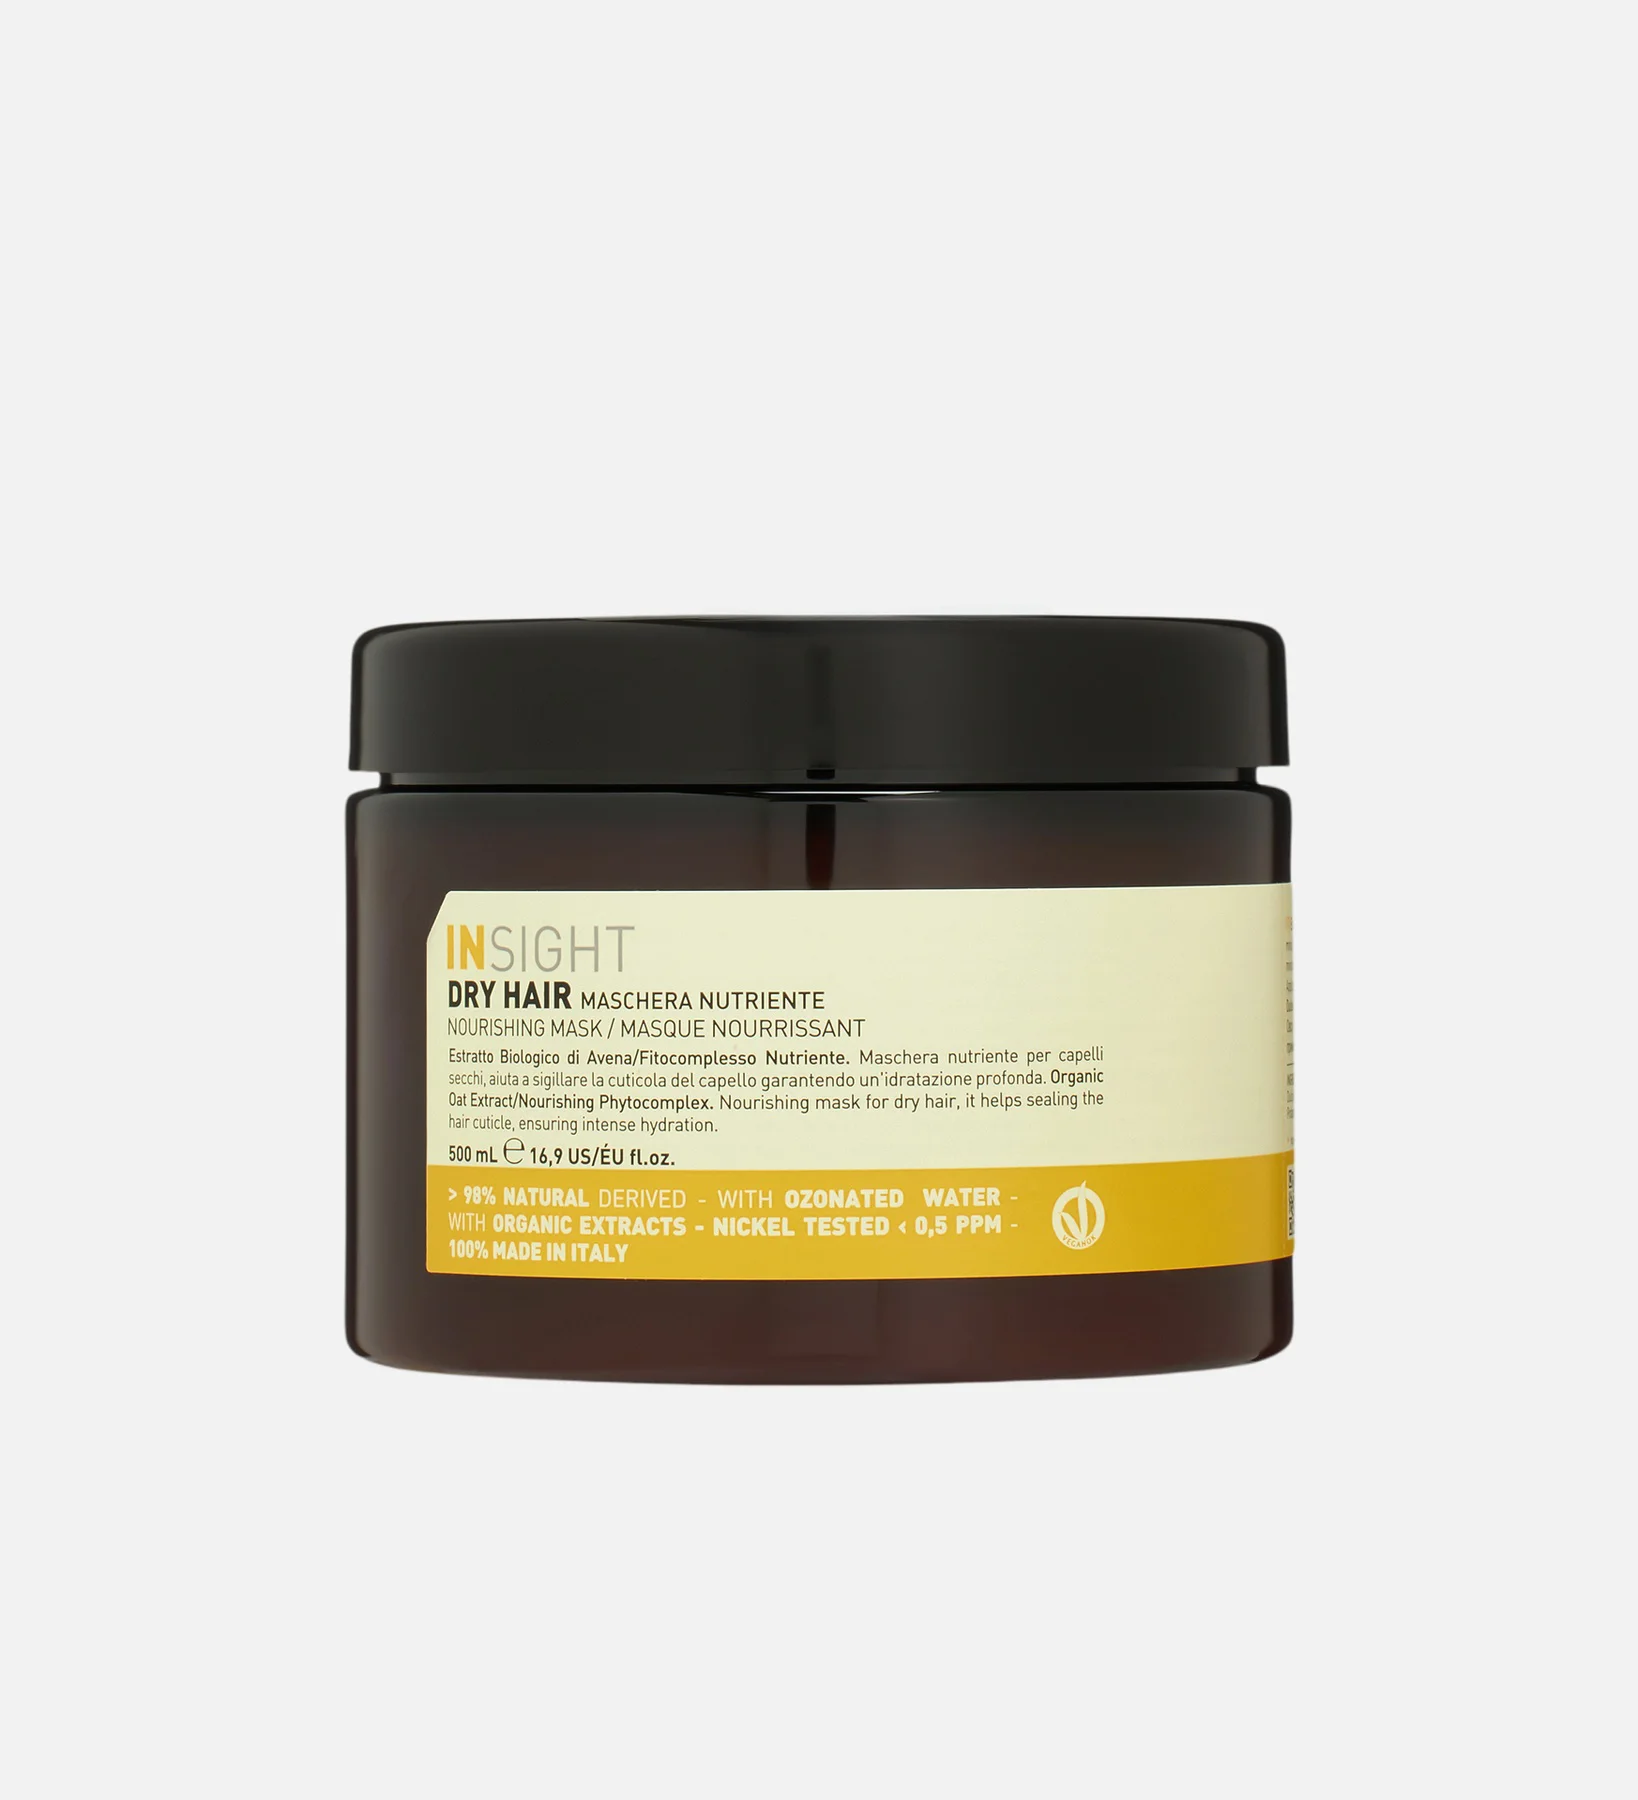 INSIGHT
DRY HAIR MASCHERA NUTRIENTE
NOURISHING MASK / MASQUE NOURRISSANT
Estratto Biologico di Avena/Fitocomplesso Nutriente. Maschera nutriente per capelli
secchi, aiuta a sigillare la cuticola del capello garantendo un'idratazione profonda. Organic
Oat Extract/Nourishing Phytocomplex. Nourishing mask for dry hair, it helps sealing the
hair cuticle, ensuring intense hydration.
500 mL ℮ 16,9 US/ÉU fl.oz.
> 98% NATURAL DERIVED - WITH OZONATED WATER -
WITH ORGANIC EXTRACTS - NICKEL TESTED < 0,5 PPM -
100% MADE IN ITALY
VEGANOK